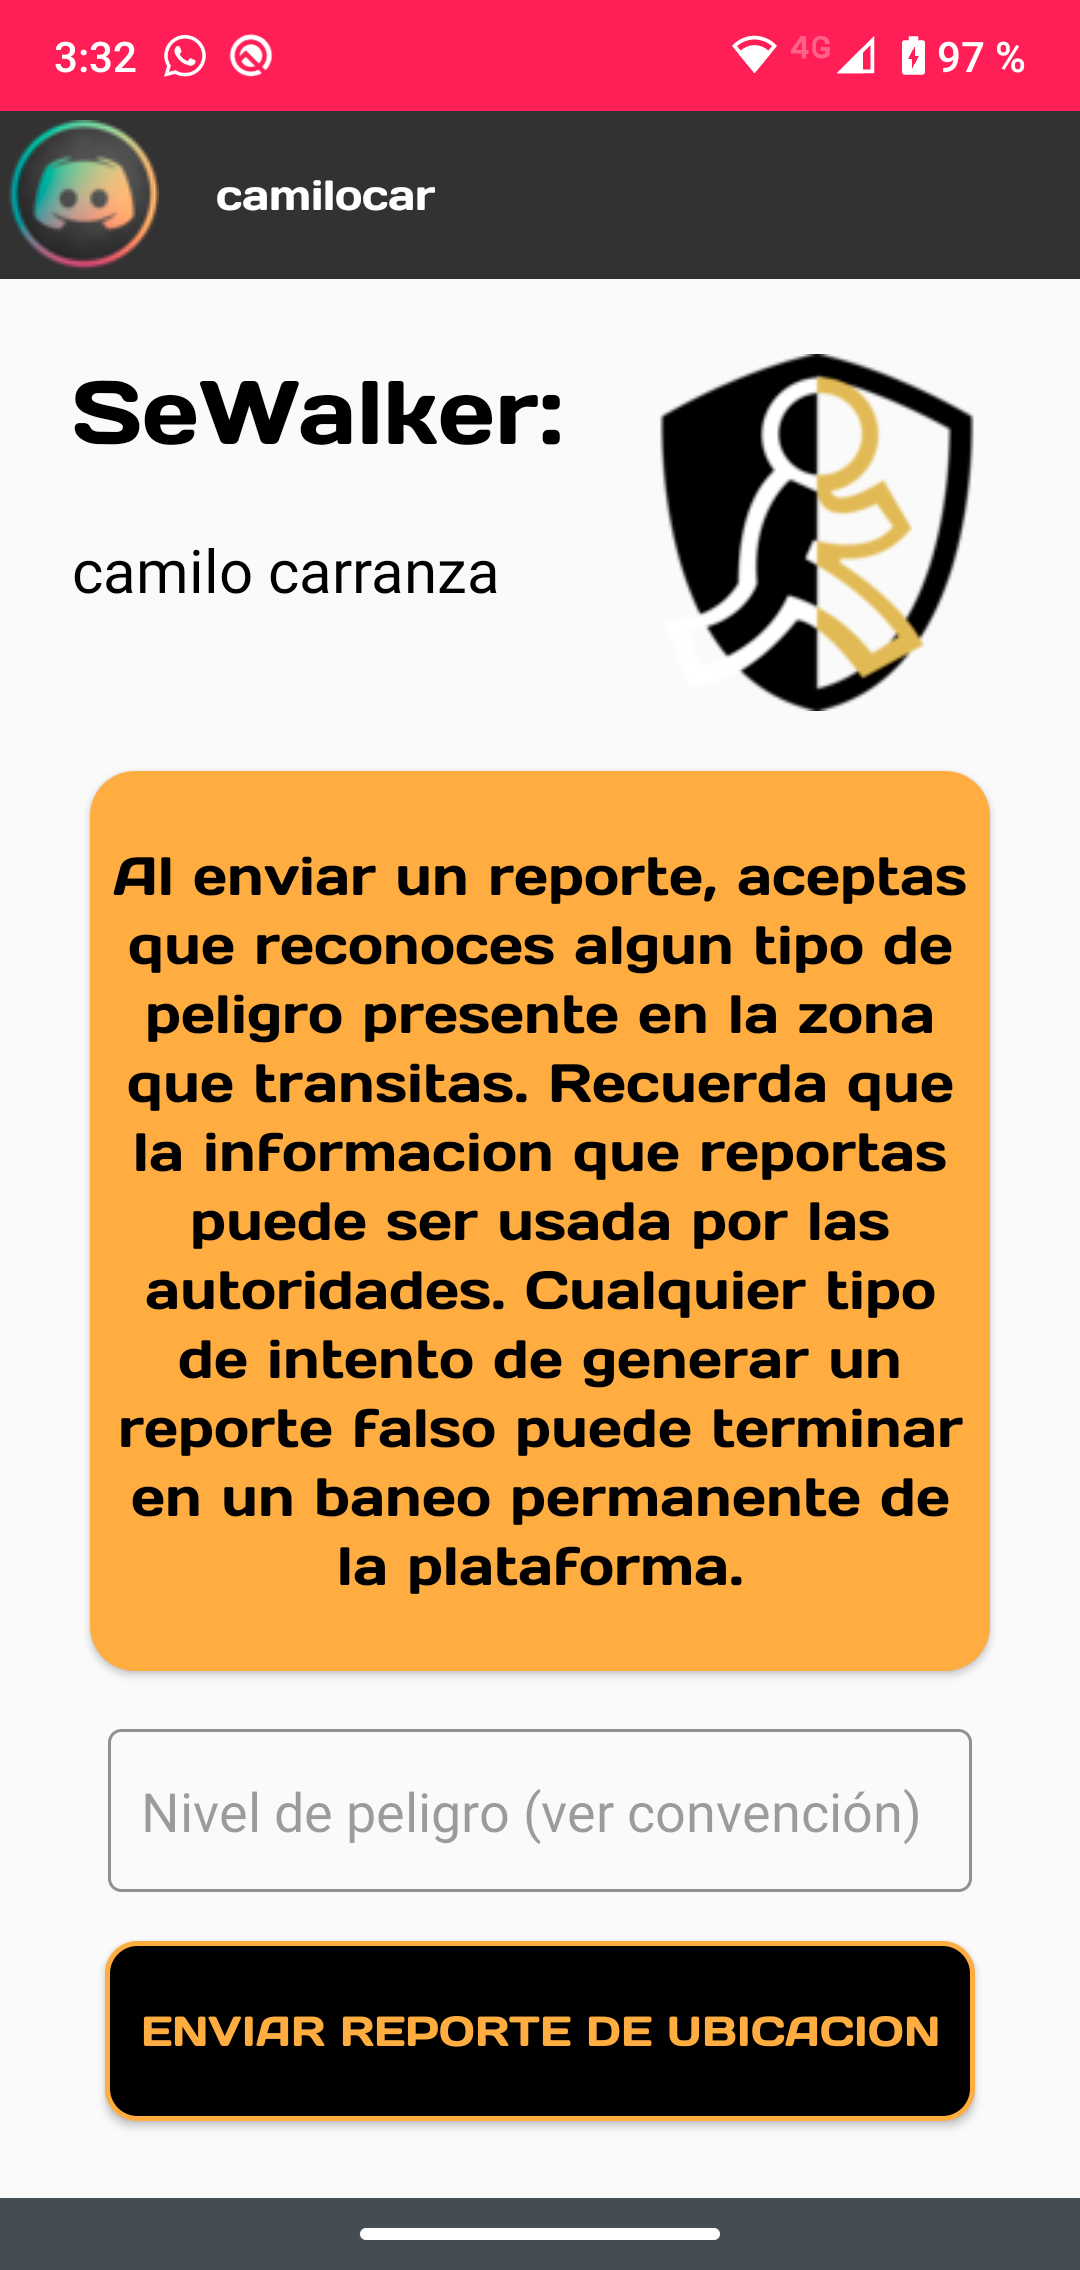 3:32
4G
97 %
camilocar
SeWalker:
camilo carranza
Al enviar un reporte, aceptas
que reconoces algun tipo de
peligro presente en la zona
que transitas. Recuerda que
la informacion que reportas
puede ser usada por las
autoridades. Cualquier tipo
de intento de generar un
reporte falso puede terminar
en un baneo permanente de
la plataforma.
Nivel de peligro (ver convención)
ENVIAR REPORTE DE UBICACION